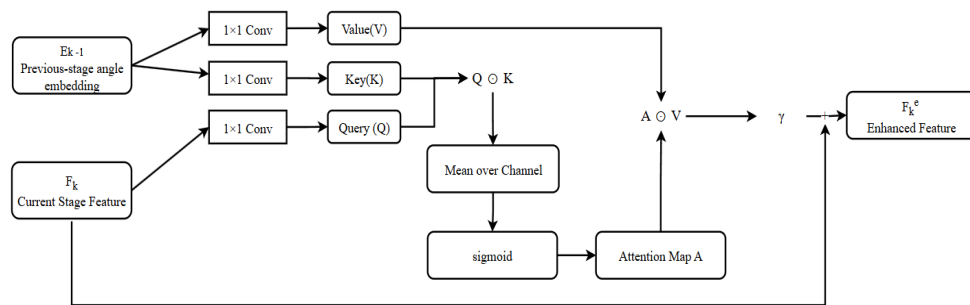 1×1 Conv
Value(V)
Ek-1
Previous-stage angle
embedding
1×1 Conv
Key(K)
Q ⊙ K
1×1 Conv
Query (Q)
A ⊙ V
γ
+
Fₖᵉ
Enhanced Feature
Fₖ
Current Stage Feature
Mean over Channel
sigmoid
Attention Map A